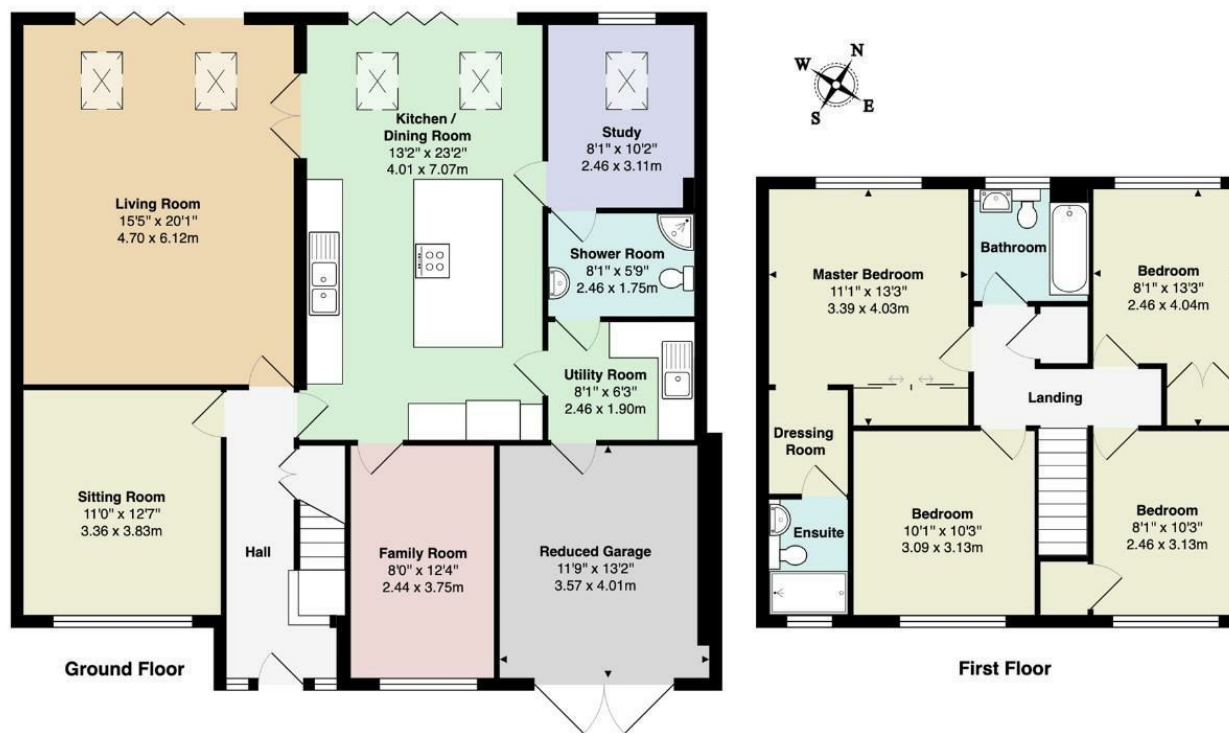 Living Room
15'5" x 20'1"
4.70 x 6.12m
Kitchen /
Dining Room
13'2" x 23'2"
4.01 x 7.07m
Study
8'1" x 10'2"
2.46 x 3.11m
Shower Room
8'1" x 5'9"
2.46 x 1.75m
Utility Room
8'1" x 6'3"
2.46 x 1.90m
Sitting Room
11'0" x 12'7"
3.36 x 3.83m
Hall
Family Room
8'0" x 12'4"
2.44 x 3.75m
Reduced Garage
11'9" x 13'2"
3.57 x 4.01m
Ground Floor
N
W
E
S
Master Bedroom
11'1" x 13'3"
3.39 x 4.03m
Bathroom
Bedroom
8'1" x 13'3"
2.46 x 4.04m
Landing
Dressing
Room
Ensuite
Bedroom
10'1" x 10'3"
3.09 x 3.13m
Bedroom
8'1" x 10'3"
2.46 x 3.13m
First Floor